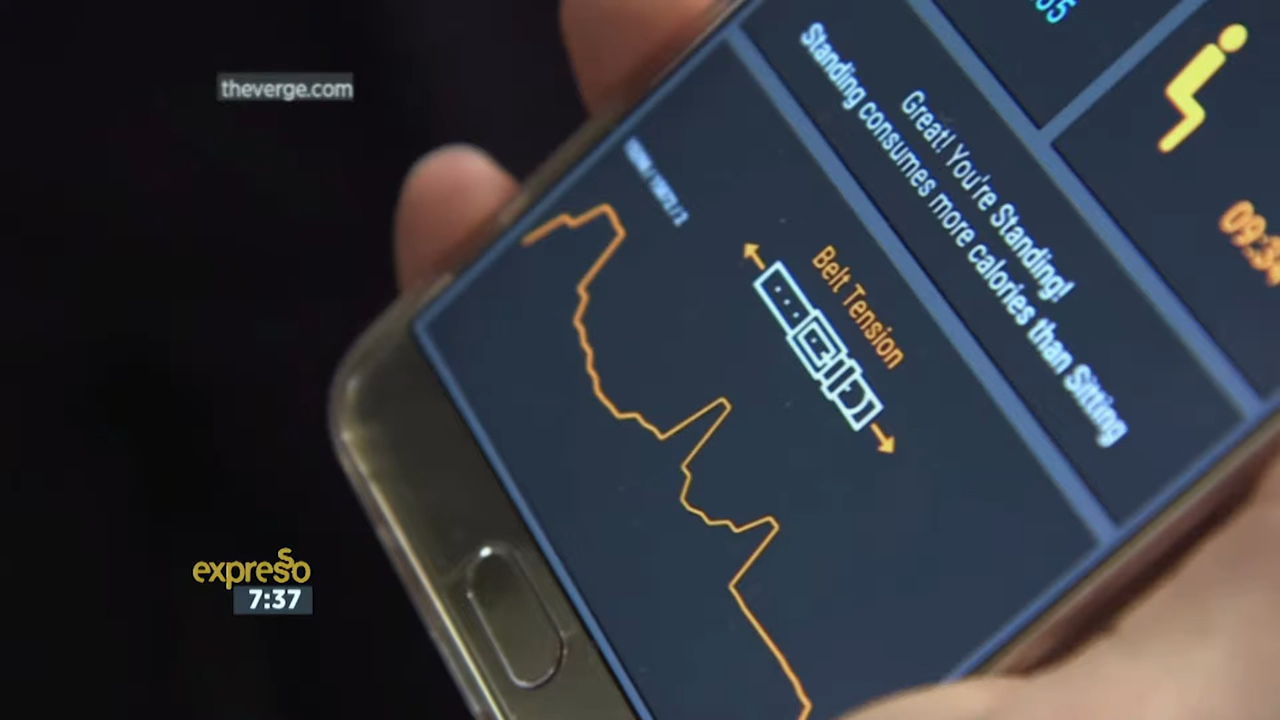 theverge.com
Great! You're Standing!
Standing consumes more calories than Sitting
Belt Tension
expresso
7:37